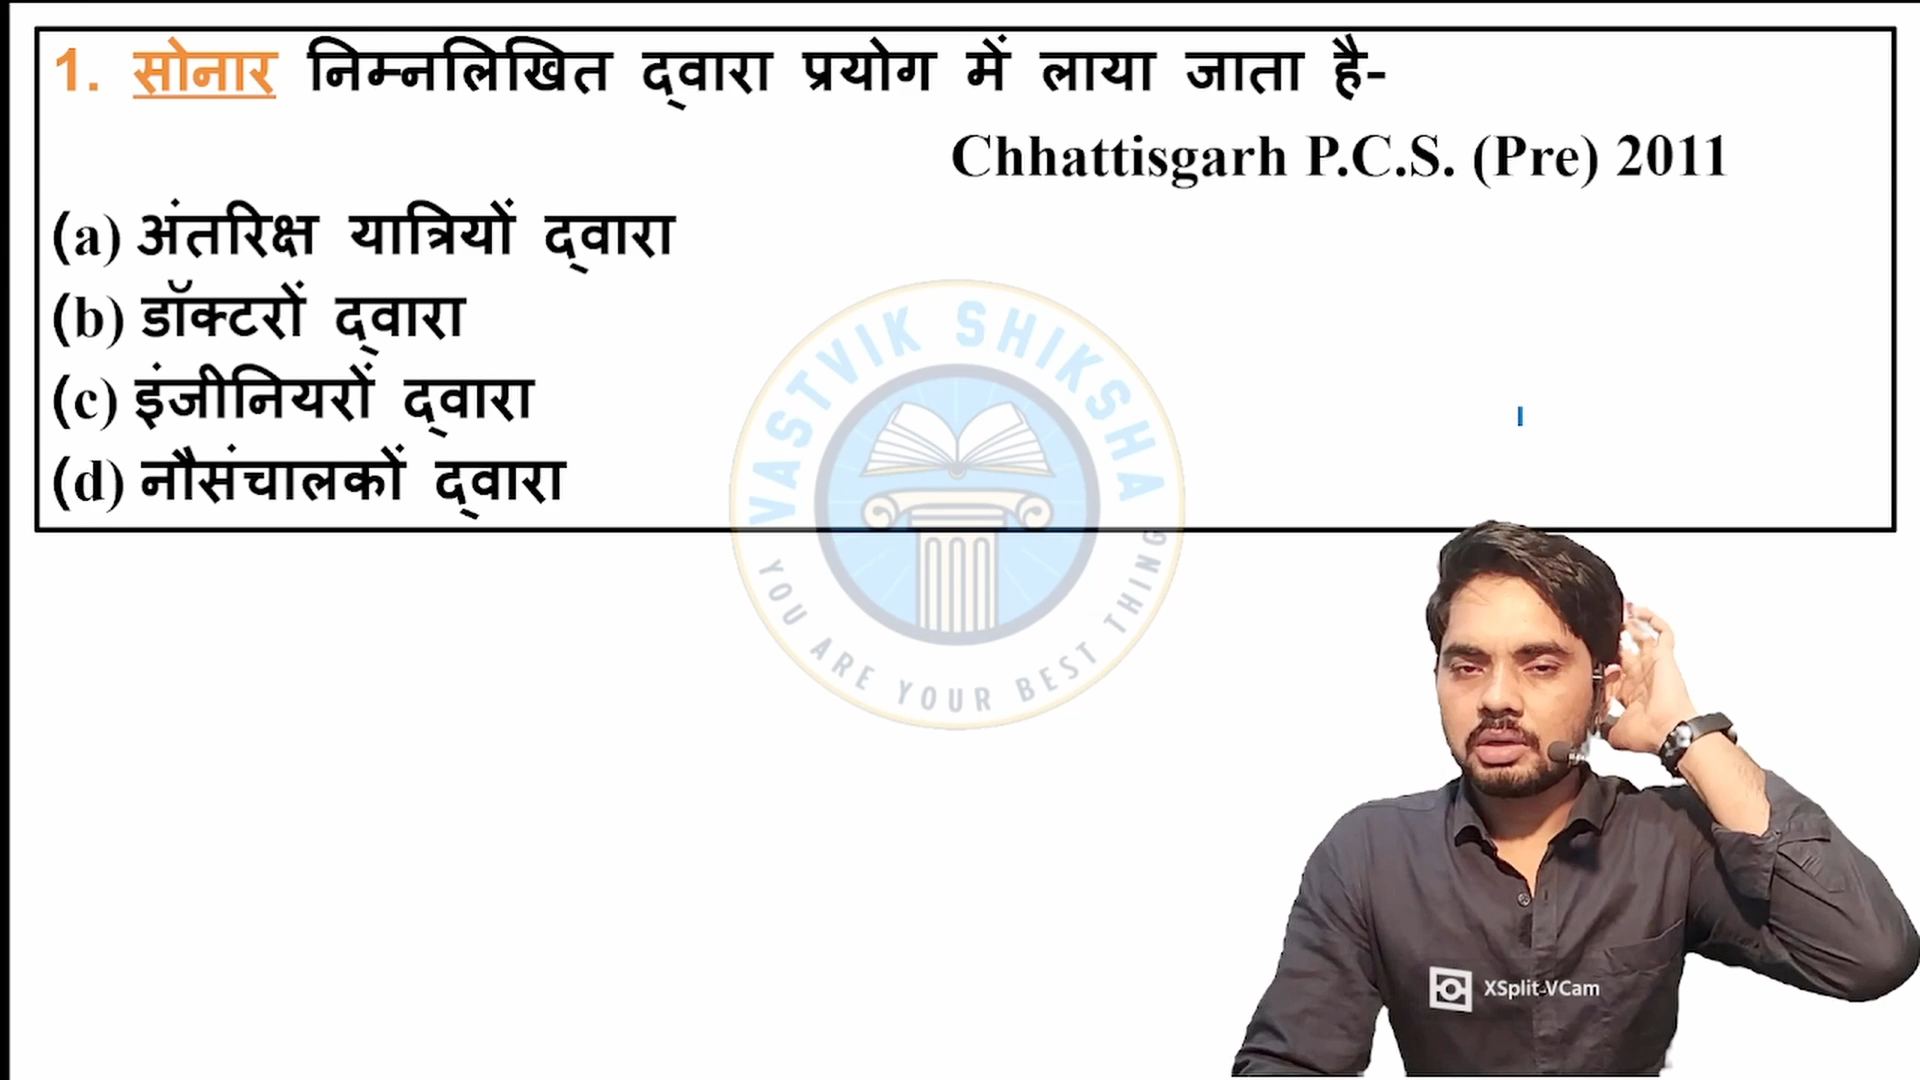 1. सोनार निम्नलिखित द्वारा प्रयोग में लाया जाता है-
Chhattisgarh P.C.S. (Pre) 2011
(a) अंतरिक्ष यात्रियों द्वारा
(b) डॉक्टरों द्वारा
(c) इंजीनियरों द्वारा
(d) नौसंचालकों द्वारा
VASTVIK SHIKSHA
YOU ARE YOUR BEST THING
XSplit VCam